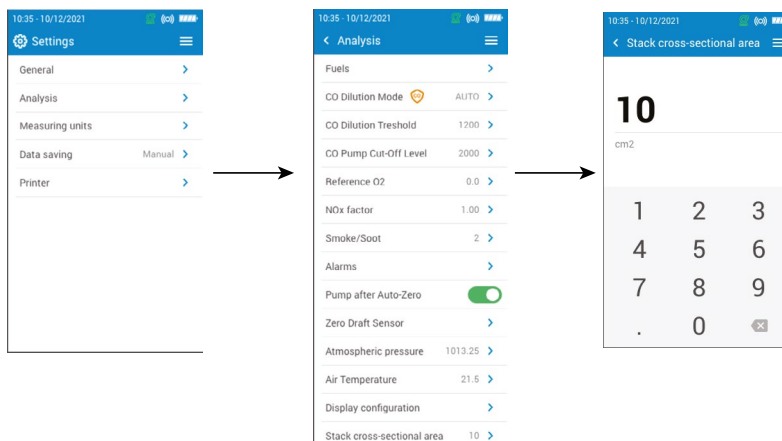 10:35 - 10/12/2021
Settings
General
Analysis
Measuring units
Data saving Manual
Printer
10:35 - 10/12/2021
Analysis
Fuels
CO Dilution Mode CO AUTO
CO Dilution Treshold 1200
CO Pump Cut-Off Level 2000
Reference O2 0.0
NOx factor 1.00
Smoke/Soot 2
Alarms
Pump after Auto-Zero
Zero Draft Sensor
Atmospheric pressure 1013.25
Air Temperature 21.5
Display configuration
Stack cross-sectional area 10
10:35 - 10/12/2021
Stack cross-sectional area
10
cm2
1 2 3
4 5 6
7 8 9
. 0